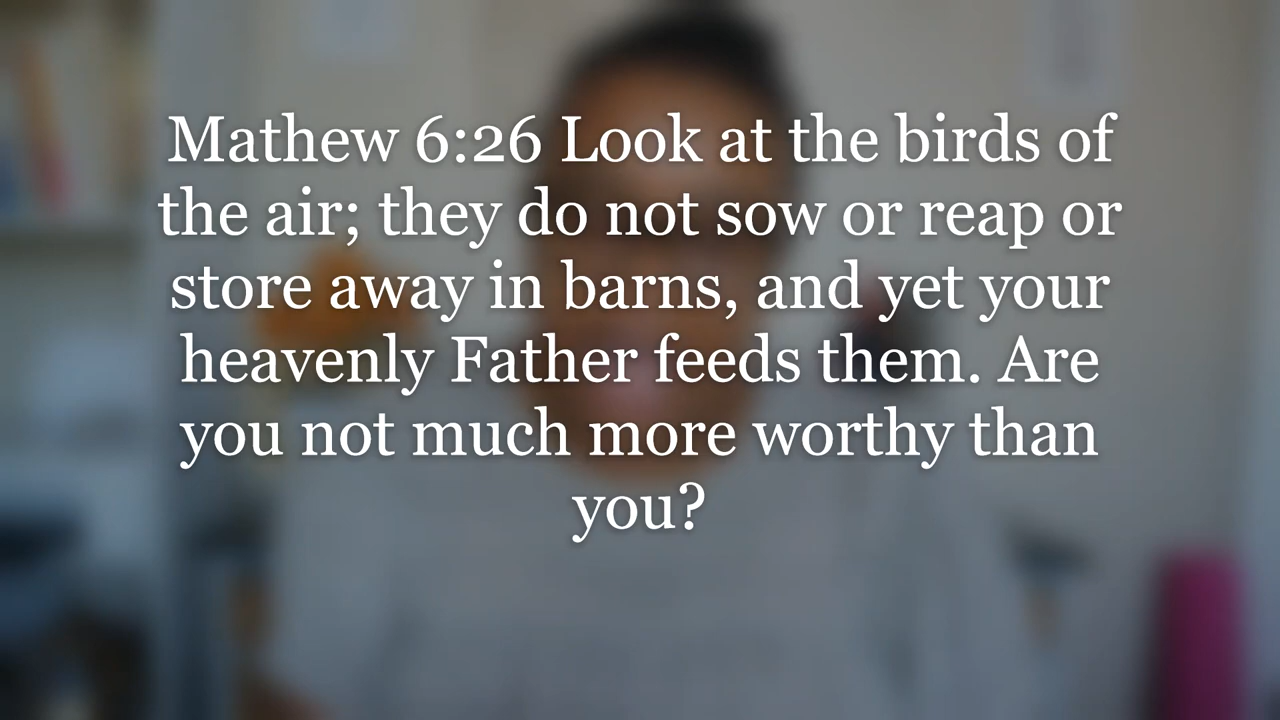 Mathew 6:26 Look at the birds of
the air; they do not sow or reap or
store away in barns, and yet your
heavenly Father feeds them. Are
you not much more worthy than
you?